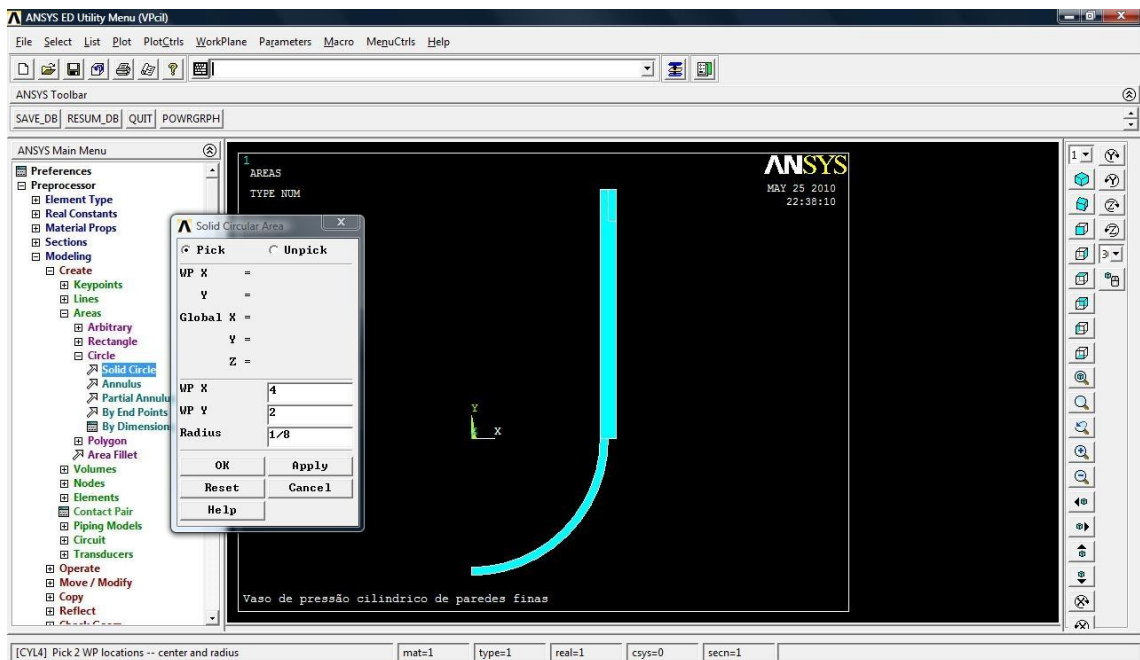 ANSYS ED Utility Menu (VPcil)
File Select List Plot PlotCtrls WorkPlane Parameters Macro MenuCtrls Help
ANSYS Toolbar
SAVE_DB RESUM_DB QUIT POWRGRPH
ANSYS Main Menu
Preferences
Preprocessor
Element Type
Real Constants
Material Props
Sections
Modeling
Create
Keypoints
Lines
Areas
Arbitrary
Rectangle
Circle
Solid Circle
Annulus
Partial Annulu
By End Points
By Dimension
Polygon
Area Fillet
Volumes
Nodes
Elements
Contact Pair
Piping Models
Circuit
Transducers
Operate
Move / Modify
Copy
Reflect
Solid Circular Area
Pick Unpick
WP X =
Y =
Global X =
Y =
Z =
WP X 4
WP Y 2
Radius 1/8
OK Apply
Reset Cancel
Help
1
AREAS
TYPE NUM
ANSYS
MAY 25 2010
22:38:10
Y
X
Vaso de pressão cilindrico de paredes finas
1
[CYL4] Pick 2 WP locations -- center and radius
mat=1 type=1 real=1 csys=0 secn=1